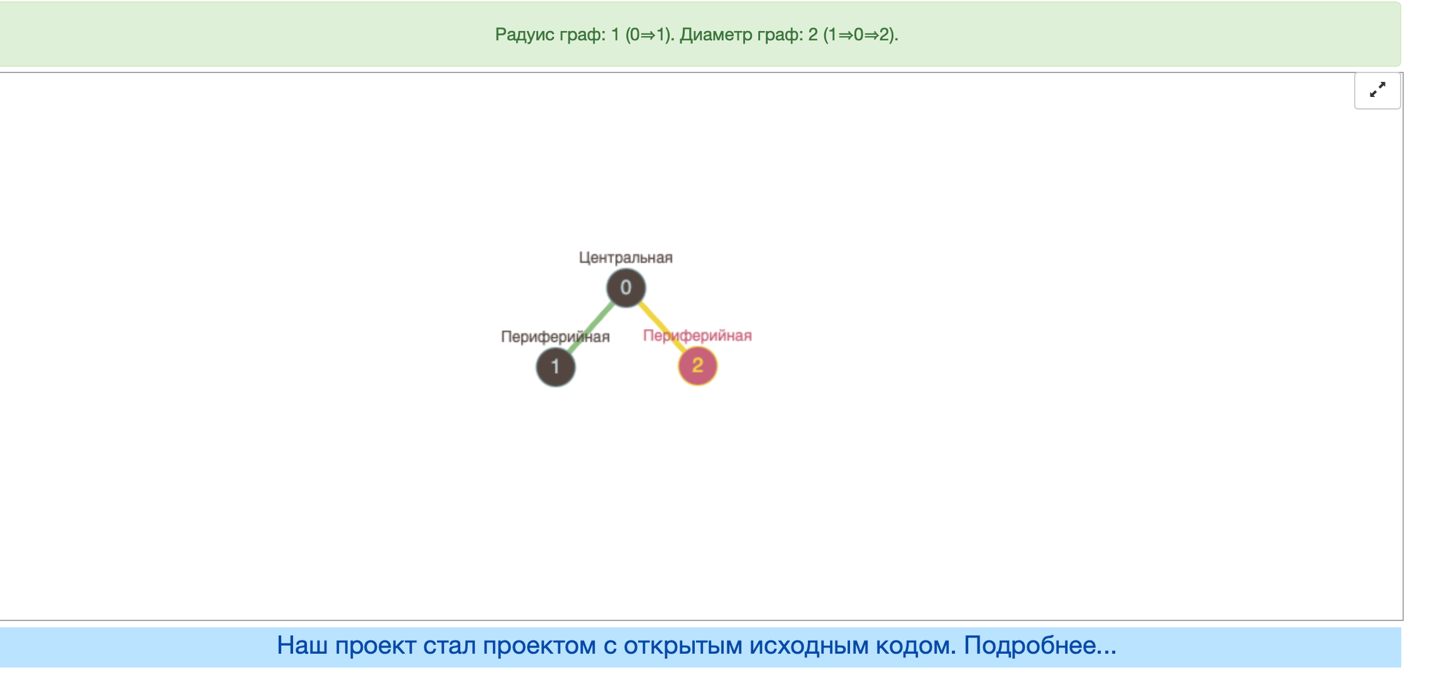 Радуис граф: 1 (0⇒1). Диаметр граф: 2 (1⇒0⇒2).
Центральная
0
Периферийная
Периферийная
1
2
Наш проект стал проектом с открытым исходным кодом. Подробнее...